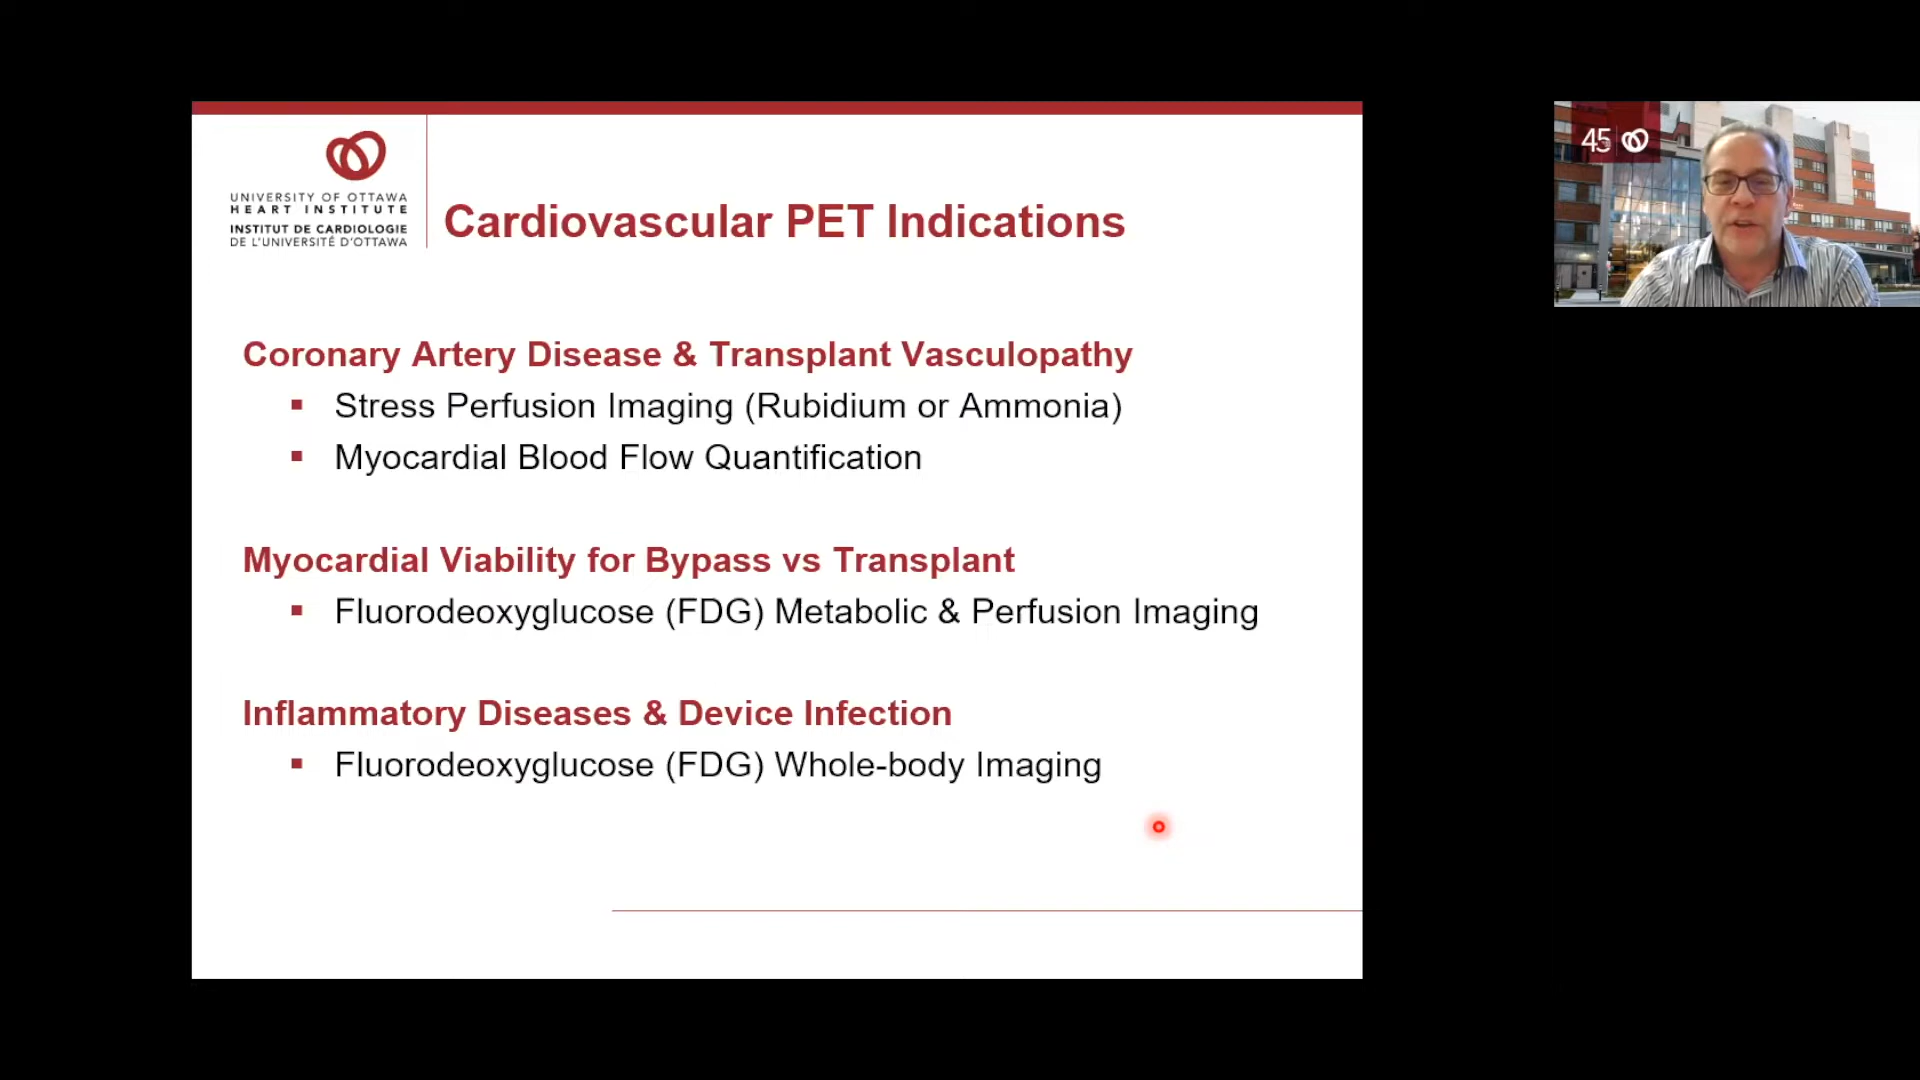 UNIVERSITY OF OTTAWA
HEART INSTITUTE
INSTITUT DE CARDIOLOGIE
DE L'UNIVERSITÉ D'OTTAWA
Cardiovascular PET Indications
Coronary Artery Disease & Transplant Vasculopathy
▪ Stress Perfusion Imaging (Rubidium or Ammonia)
▪ Myocardial Blood Flow Quantification
Myocardial Viability for Bypass vs Transplant
▪ Fluorodeoxyglucose (FDG) Metabolic & Perfusion Imaging
Inflammatory Diseases & Device Infection
▪ Fluorodeoxyglucose (FDG) Whole-body Imaging
45